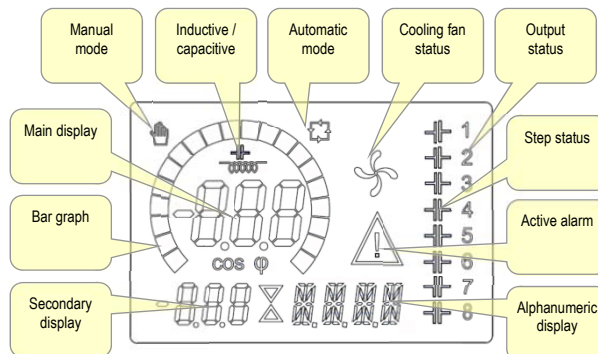 Manual
mode
Inductive /
capacitive
Automatic
mode
Cooling fan
status
Output
status
Main display
Step status
Bar graph
Active alarm
Secondary
display
Alphanumeric
display
1
2
3
4
5
6
7
8
cos φ